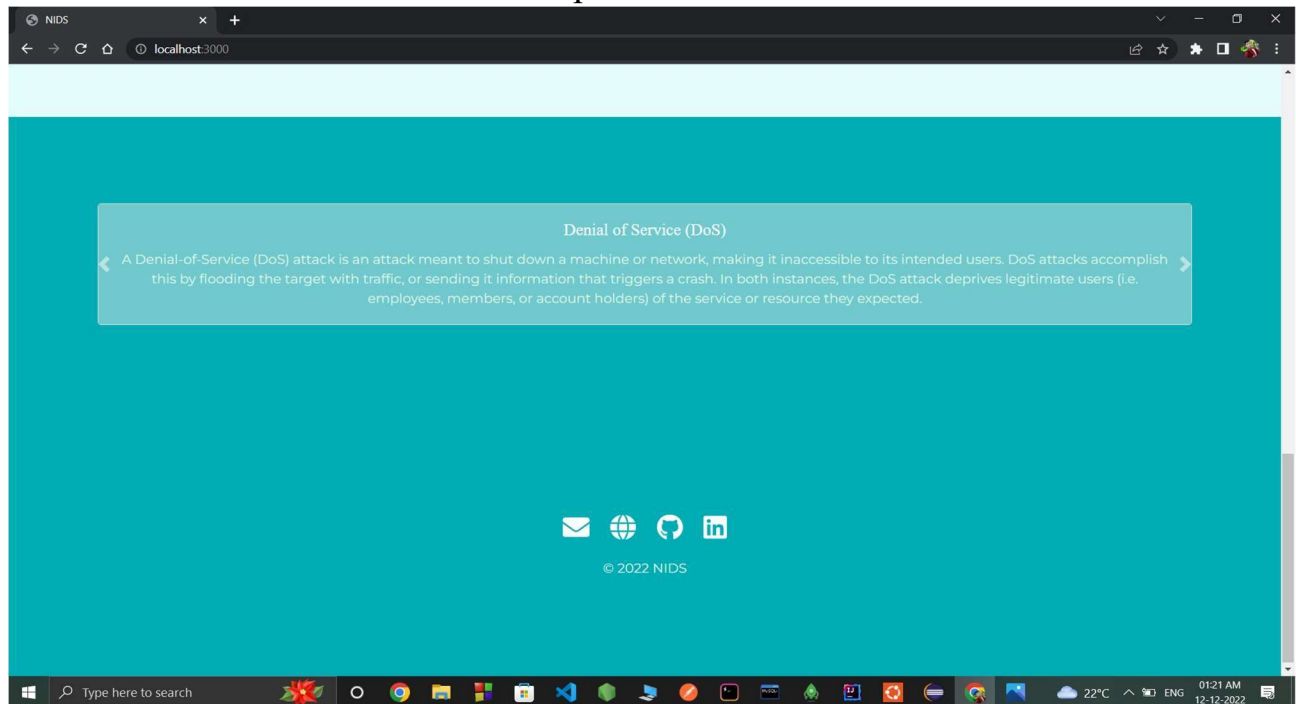 NIDS
localhost:3000
Denial of Service (DoS)
A Denial-of-Service (DoS) attack is an attack meant to shut down a machine or network, making it inaccessible to its intended users. DoS attacks accomplish
this by flooding the target with traffic, or sending it information that triggers a crash. In both instances, the DoS attack deprives legitimate users (i.e.
employees, members, or account holders) of the service or resource they expected.
in
© 2022 NIDS
Type here to search
22°C
ENG
01:21 AM
12-12-2022